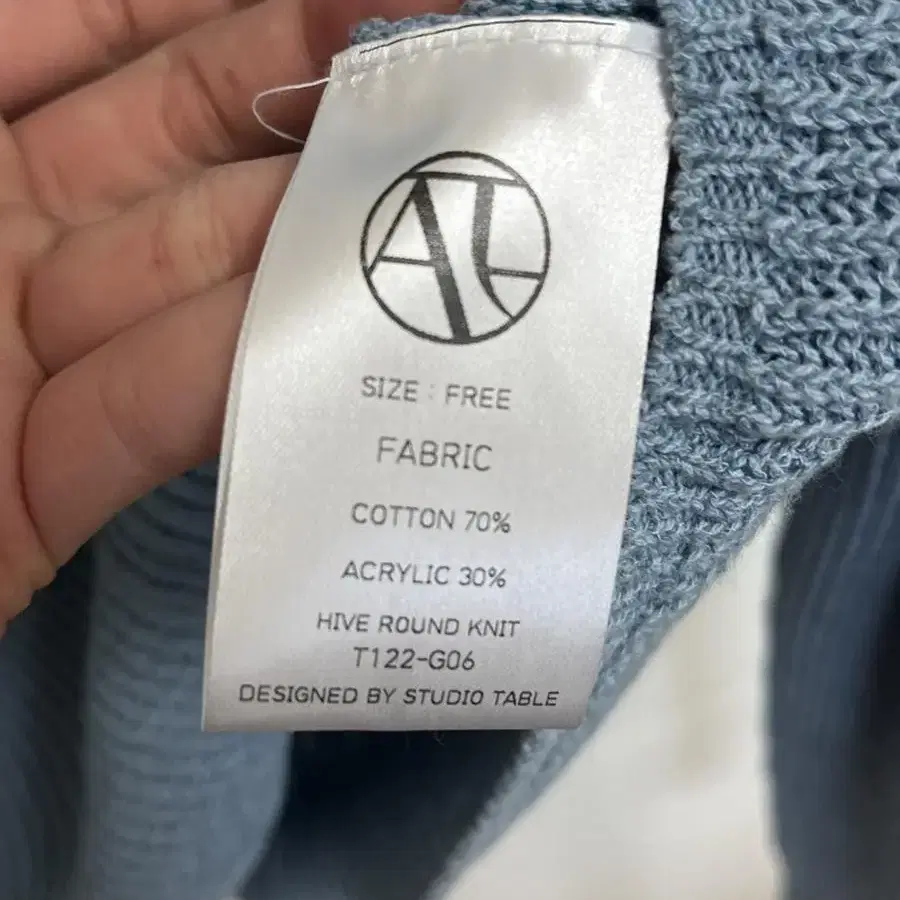 SIZE : FREE
FABRIC
COTTON 70%
ACRYLIC 30%
HIVE ROUND KNIT
T122-G06
DESIGNED BY STUDIO TABLE